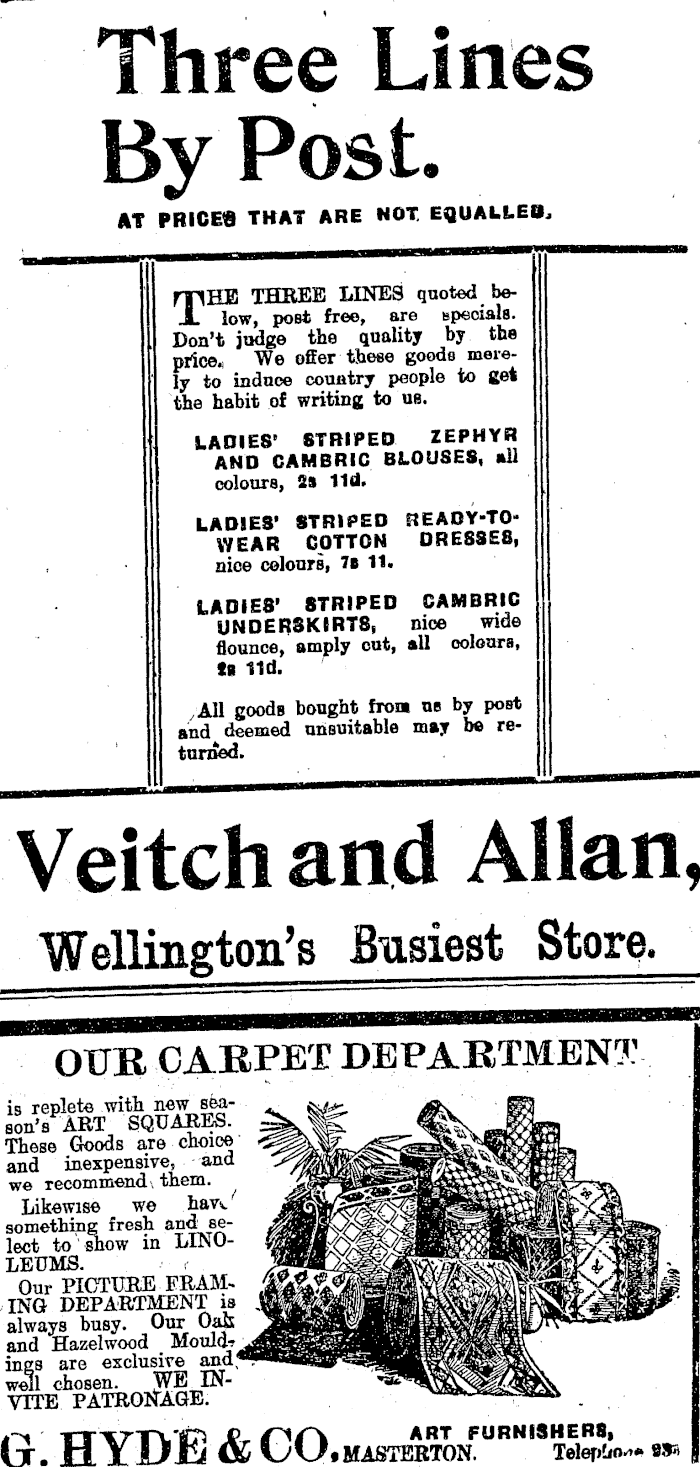 Three Lines
By Post.
AT PRICES THAT ARE NOT EQUALLED.
THE THREE LINES quoted be-
low, post free, are specials.
Don't judge the quality by the
price. We offer these goods mere-
ly to induce country people to get
the habit of writing to us.
LADIES' STRIPED ZEPHYR
AND CAMBRIC BLOUSES, all
colours, 2s 11d.
LADIES' STRIPED READY-TO-
WEAR COTTON DRESSES,
nice colours, 7s 11.
LADIES' STRIPED CAMBRIC
UNDERSKIRTS, nice wide
flounce, amply cut, all colours,
2s 11d.
All goods bought from us by post
and deemed unsuitable may be re-
turned.
Veitch and Allan,
Wellington's Busiest Store.
OUR CARPET DEPARTMENT
is replete with new sea-
son's ART SQUARES.
These Goods are choice
and inexpensive, and
we recommend them.
Likewise we have
something fresh and se-
lect to show in LINO-
LEUMS.
Our PICTURE FRAM-
ING DEPARTMENT is
always busy. Our Oak
and Hazelwood Mould-
ings are exclusive and
well chosen. WE IN-
VITE PATRONAGE.
G. HYDE & CO.
ART FURNISHERS,
MASTERTON. Telephone